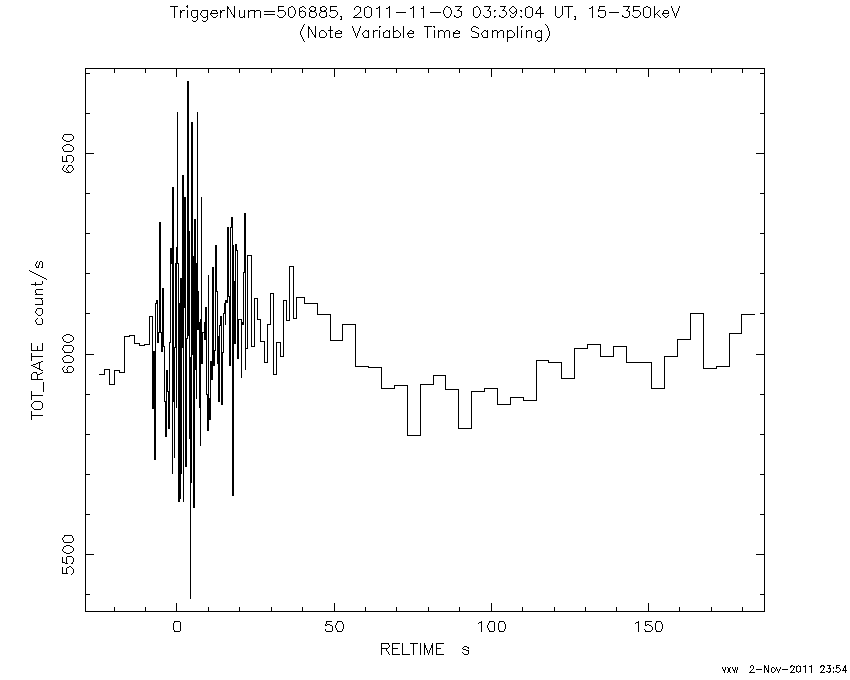 TriggerNum=506885, 2011-11-03 03:39:04 UT, 15-350keV
(Note Variable Time Sampling)
TOT_RATE count/s
6500
6000
5500
0 50 100 150
RELTIME s
vxw 2-Nov-2011 23:54